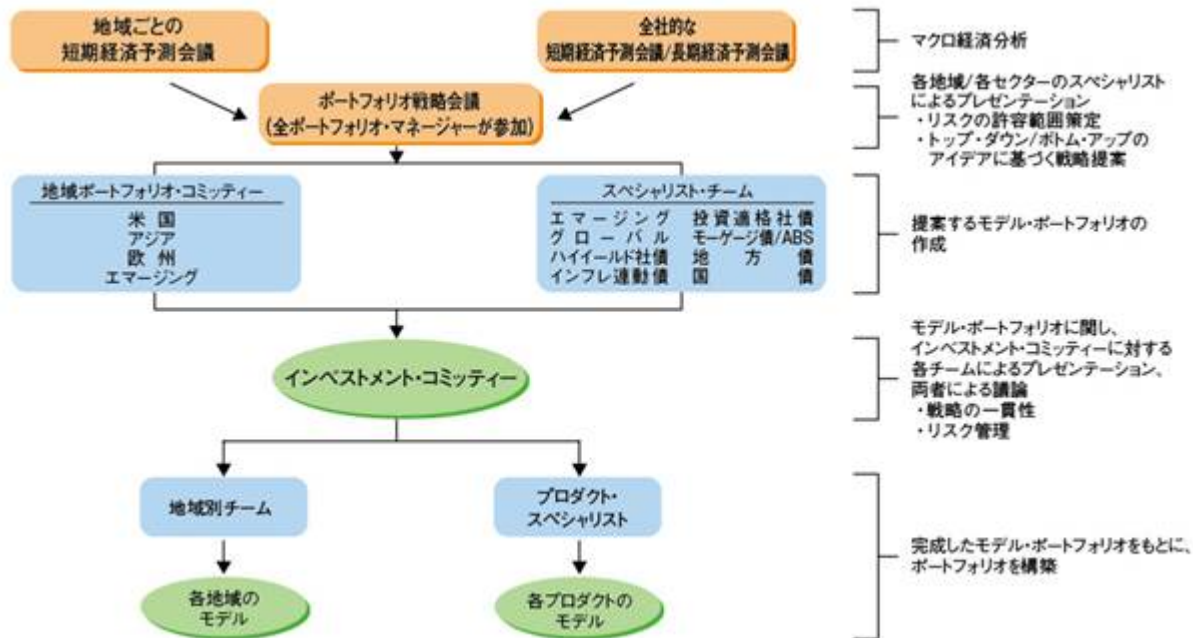 地域ごとの
短期経済予測会議
全社的な
短期経済予測会議/長期経済予測会議
マクロ経済分析
ポートフォリオ戦略会議
(全ポートフォリオ・マネージャーが参加)
各地域/各セクターのスペシャリスト
によるプレゼンテーション
・リスクの許容範囲策定
・トップ・ダウン/ボトム・アップの
アイデアに基づく戦略提案
地域ポートフォリオ・コミッティー
米国
アジア
欧州
エマージング
スペシャリスト・チーム
エマージング 投資適格社債
グローバル モーゲージ債/ABS
ハイイールド社債 地方債
インフレ連動債 国債
提案するモデル・ポートフォリオの
作成
インベストメント・コミッティー
モデル・ポートフォリオに関し、
インベストメント・コミッティーに対する
各チームによるプレゼンテーション、
両者による議論
・戦略の一貫性
・リスク管理
地域別チーム
プロダクト・
スペシャリスト
各地域の
モデル
各プロダクトの
モデル
完成したモデル・ポートフォリオをもとに、
ポートフォリオを構築